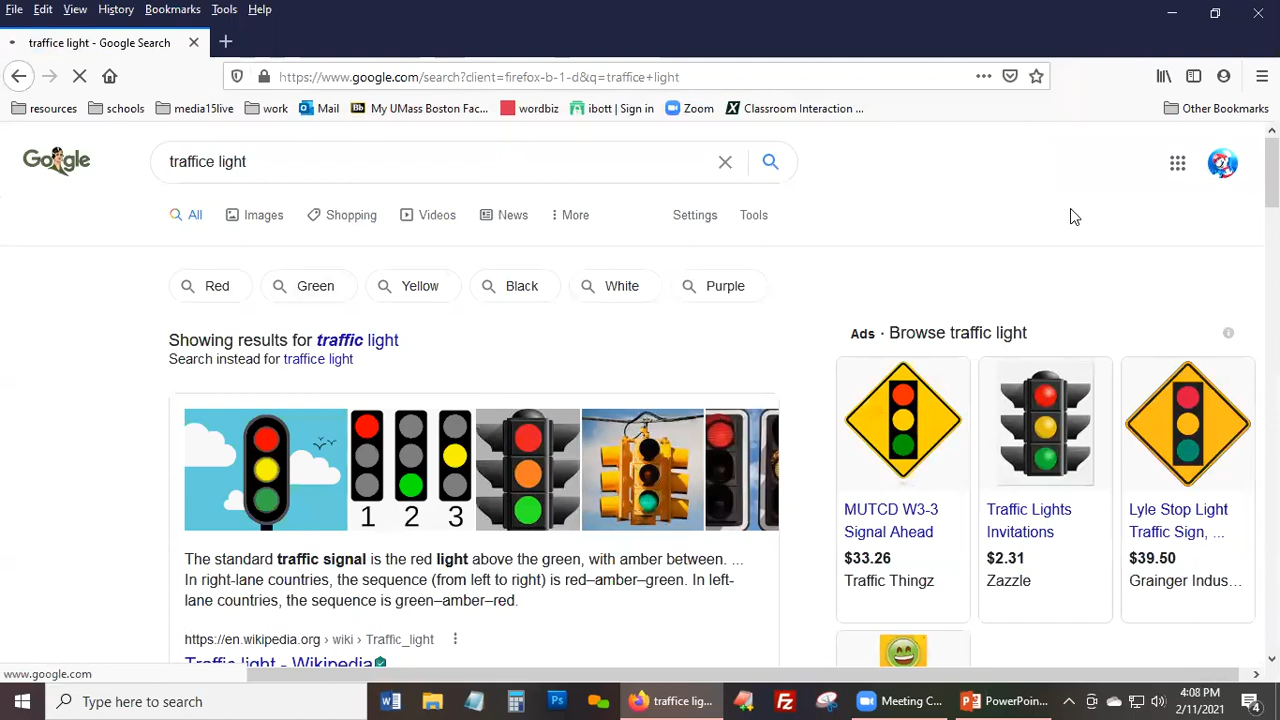 File Edit View History Bookmarks Tools Help
traffice light - Google Search
https://www.google.com/search?client=firefox-b-1-d&q=traffice+light
resources schools media15live work Mail My UMass Boston Fac... wordbiz ibott | Sign in Zoom Classroom Interaction ... Other Bookmarks
Google
traffice light
All Images Shopping Videos News More Settings Tools
Red Green Yellow Black White Purple
Showing results for traffic light
Search instead for traffice light
1 2 3
The standard traffic signal is the red light above the green, with amber between. ...
In right-lane countries, the sequence (from left to right) is red–amber–green. In left-
lane countries, the sequence is green–amber–red.
https://en.wikipedia.org › wiki › Traffic_light
Traffic light - Wikipedia
Ads · Browse traffic light
MUTCD W3-3
Signal Ahead
$33.26
Traffic Thingz
Traffic Lights
Invitations
$2.31
Zazzle
Lyle Stop Light
Traffic Sign, ...
$39.50
Grainger Indus...
www.google.com
Type here to search
traffice lig...
Meeting C...
PowerPoin...
4:08 PM
2/11/2021
4